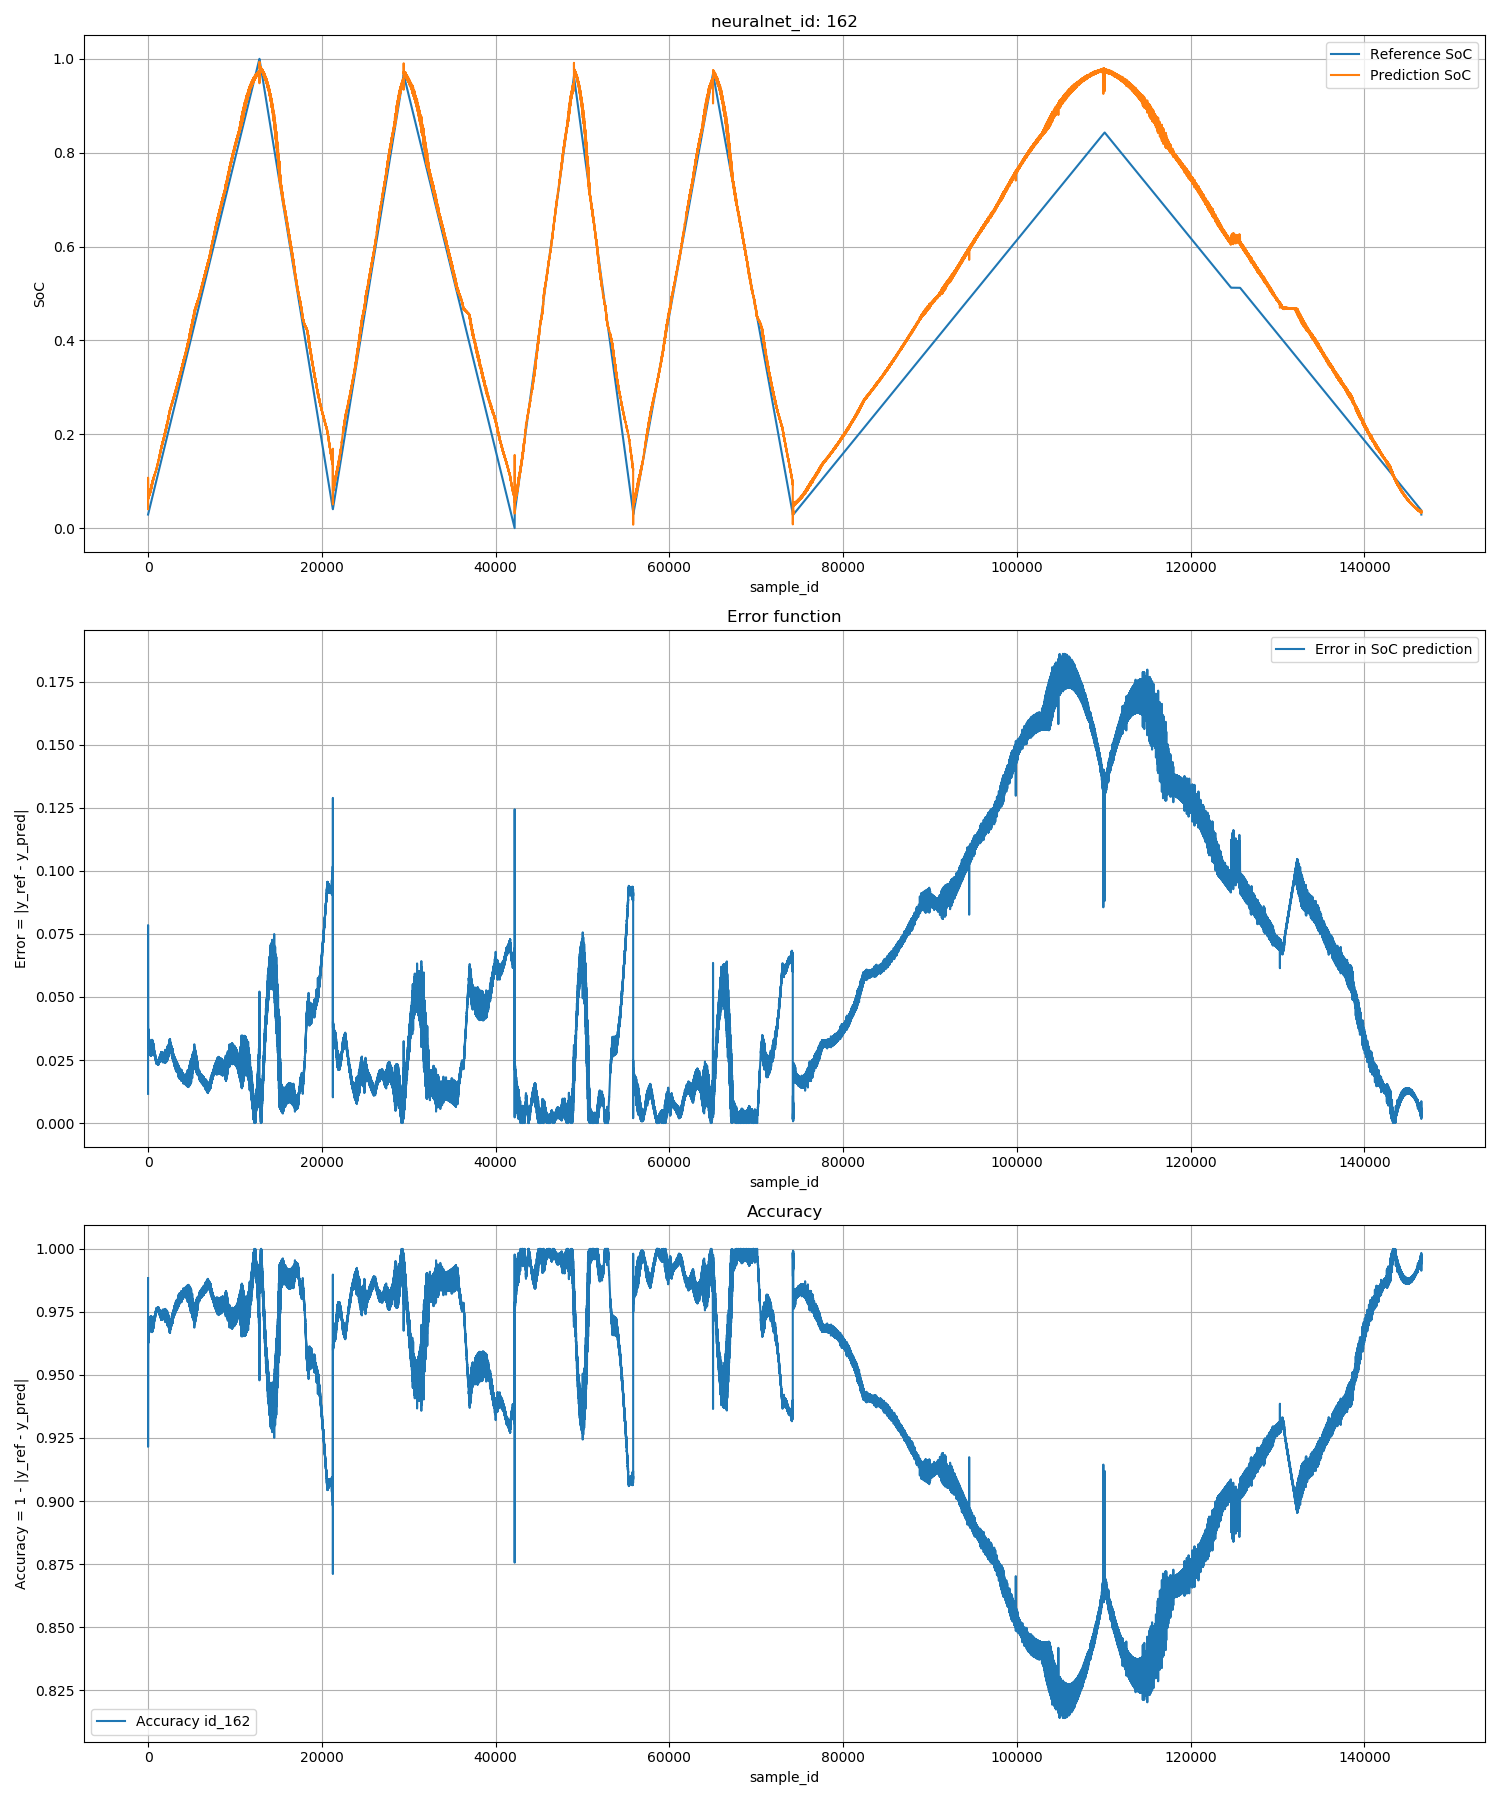 neuralnet_id: 162
Reference SoC
Prediction SoC
SoC
1.0
0.8
0.6
0.4
0.2
0.0
0 20000 40000 60000 80000 100000 120000 140000
sample_id
Error function
Error in SoC prediction
Error = |y_ref - y_pred|
0.175
0.150
0.125
0.100
0.075
0.050
0.025
0.000
0 20000 40000 60000 80000 100000 120000 140000
sample_id
Accuracy
Accuracy = 1 - |y_ref - y_pred|
1.000
0.975
0.950
0.925
0.900
0.875
0.850
0.825
Accuracy id_162
0 20000 40000 60000 80000 100000 120000 140000
sample_id